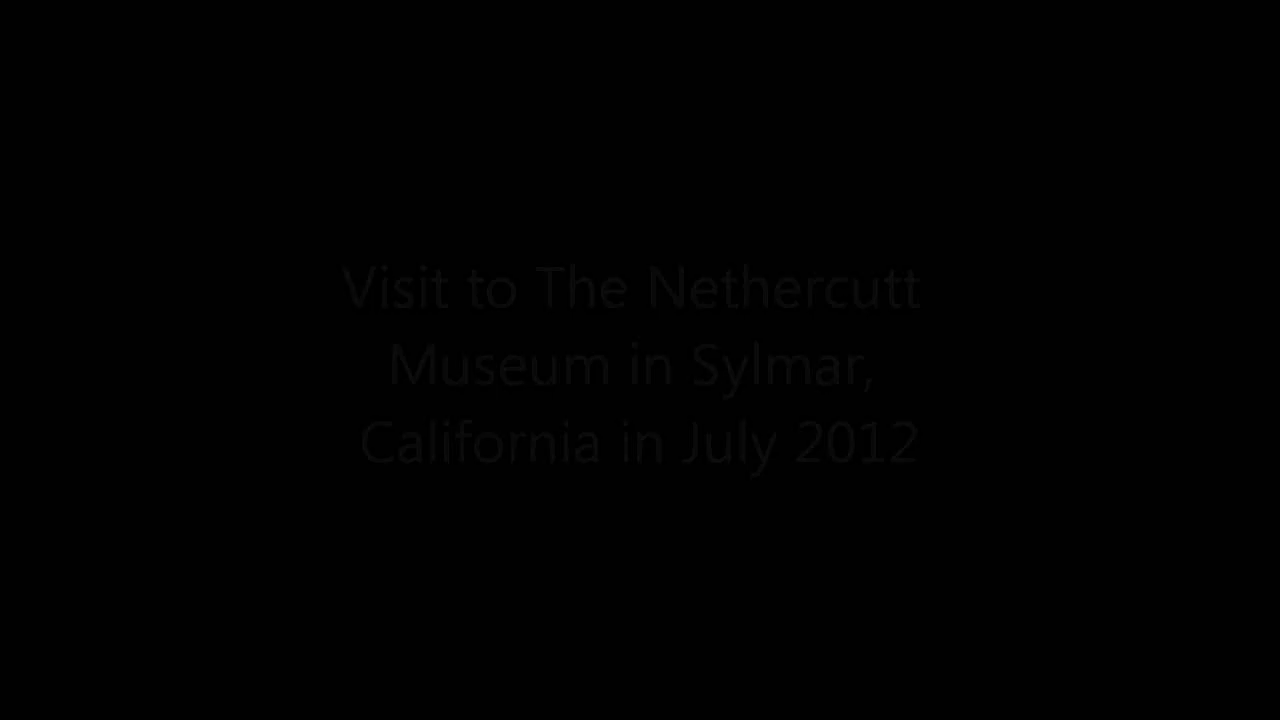 Visit to The Nethercutt
Museum in Sylmar,
California in July 2012